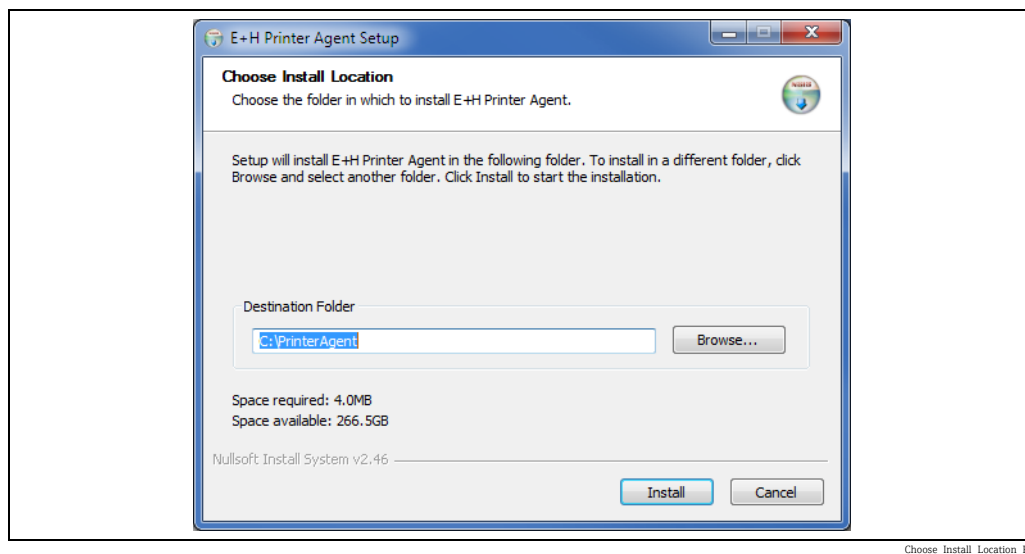 E+H Printer Agent Setup
Choose Install Location
Choose the folder in which to install E+H Printer Agent.
Setup will install E+H Printer Agent in the following folder. To install in a different folder, click
Browse and select another folder. Click Install to start the installation.
Destination Folder
C:\PrinterAgent
Browse...
Space required: 4.0MB
Space available: 266.5GB
Nullsoft Install System v2.46
Install
Cancel
Choose Install Location